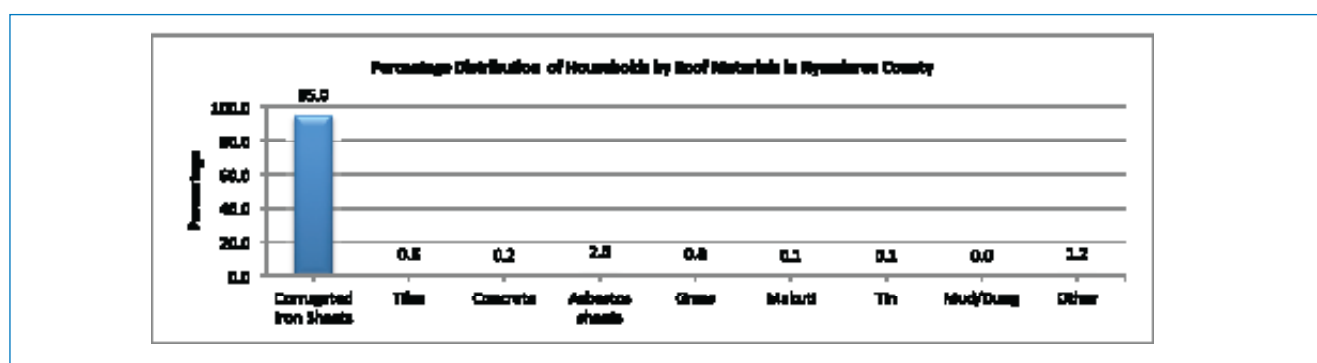 Percentage Distribution of Households by Roof Materials in Nyandarua County
Percentage
100.0
80.0
60.0
40.0
20.0
0.0
0.2
0.1
0.1
0.0
1.2
Corrugated
Iron Sheets
Tiles
Concrete
Asbestos
sheets
Grass
Makuti
Tin
Mud/Dung
Other